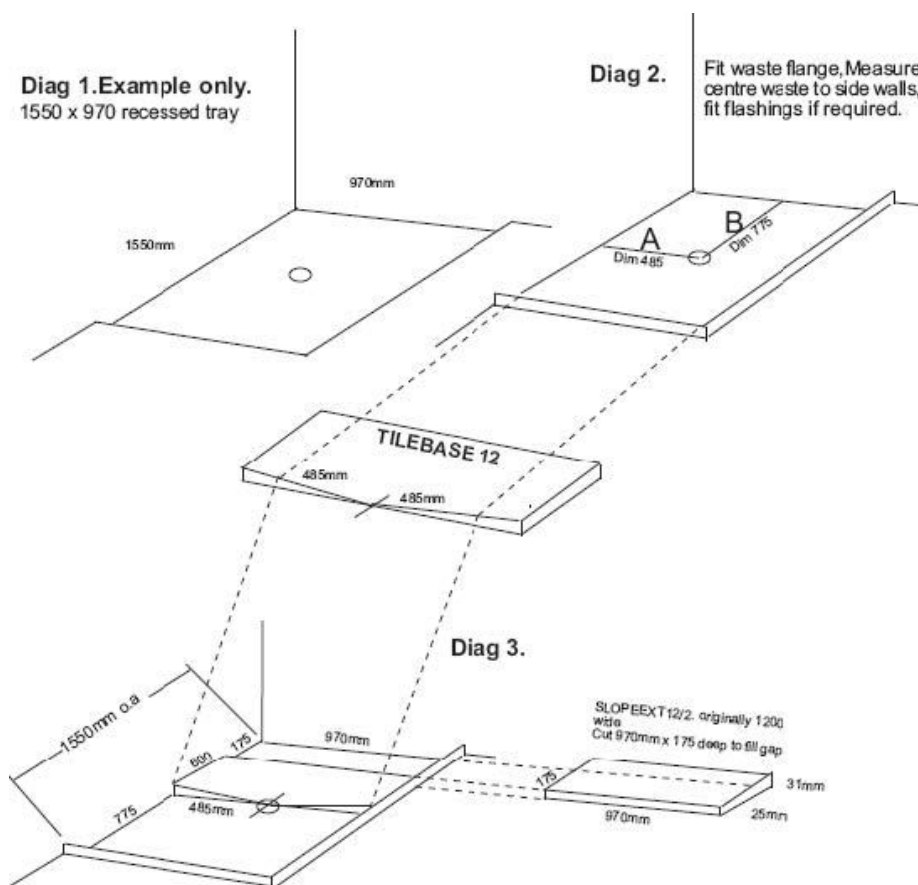 Diag 1.Example only.
1550 x 970 recessed tray
970mm
1550mm
Diag 2.
Fit waste flange,Measure
centre waste to side walls,
fit flashings if required.
A
Dim 485
B
Dim 775
TILEBASE 12
485mm
485mm
Diag 3.
1550mm o.a
600
175
970mm
775
485mm
SLOPEEXT12/2. originally 1200
wide
Cut 970mm x 175 deep to fill gap
175
31mm
970mm
25mm